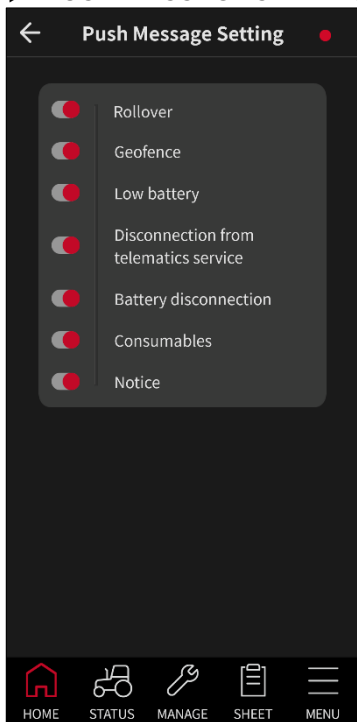 Push Message Setting
Rollover
Geofence
Low battery
Disconnection from
telematics service
Battery disconnection
Consumables
Notice
HOME STATUS MANAGE SHEET MENU